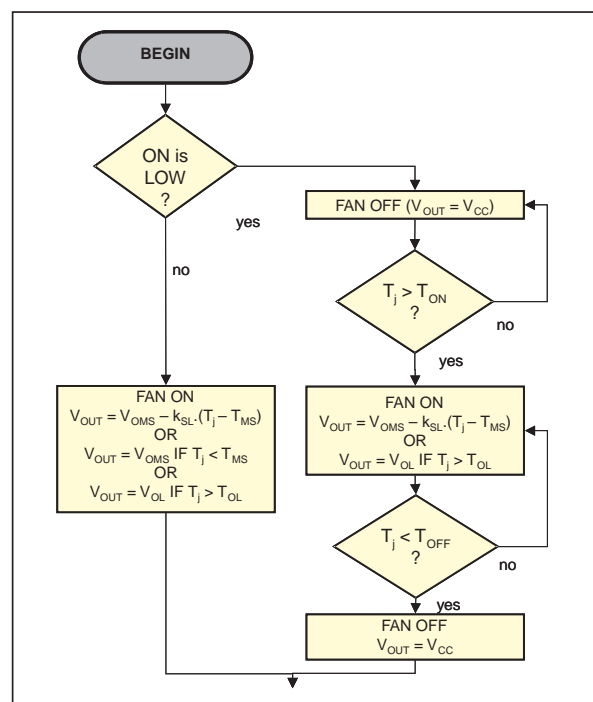 BEGIN
ON is
LOW
?
yes
no
FAN OFF (V_OUT = V_CC)
T_j > T_ON
?
no
yes
FAN ON
V_OUT = V_OMS – k_SL.(T_j – T_MS)
OR
V_OUT = V_OMS IF T_j < T_MS
OR
V_OUT = V_OL IF T_j > T_OL
FAN ON
V_OUT = V_OMS – k_SL.(T_j – T_MS)
OR
V_OUT = V_OL IF T_j > T_OL
T_j < T_OFF
?
no
yes
FAN OFF
V_OUT = V_CC